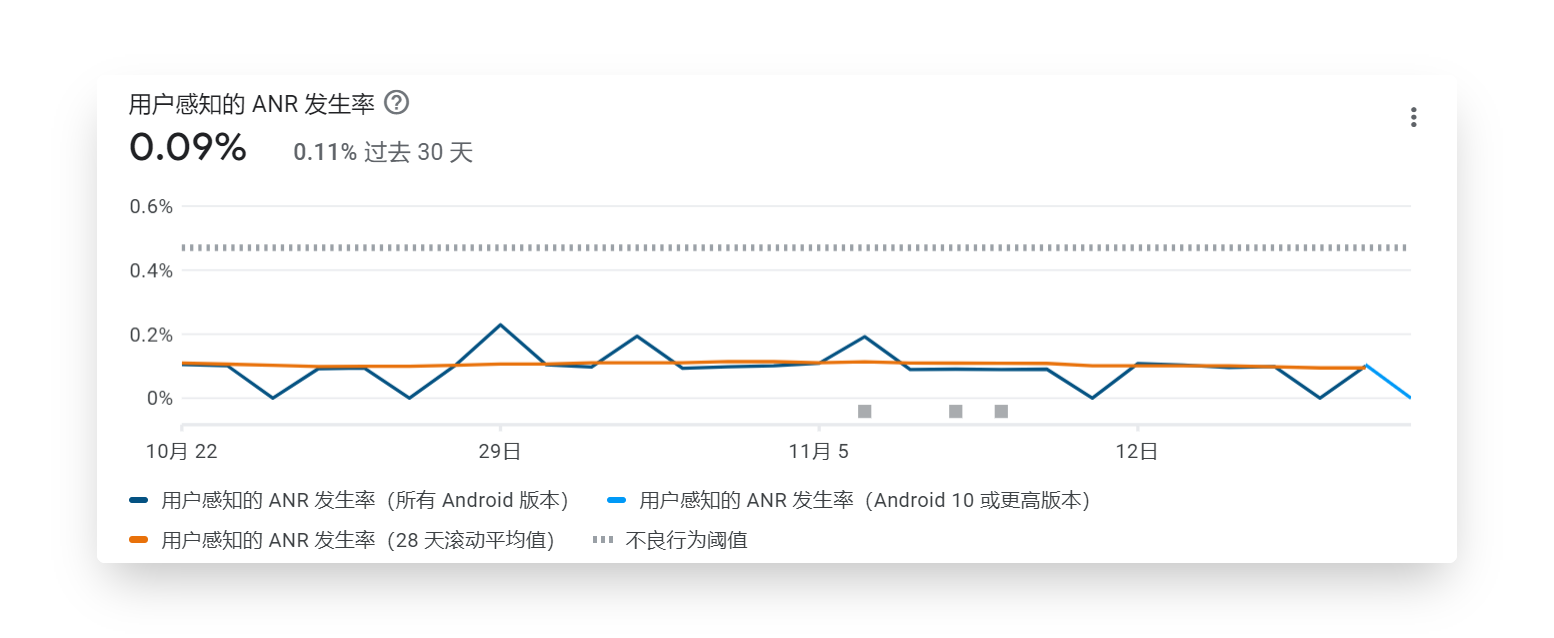 用户感知的 ANR 发生率
0.09% 0.11% 过去 30 天
0.6%
0.4%
0.2%
0%
10月 22 29日 11月 5 12日
用户感知的 ANR 发生率（所有 Android 版本） 用户感知的 ANR 发生率（Android 10 或更高版本）
用户感知的 ANR 发生率（28 天滚动平均值） 不良行为阈值